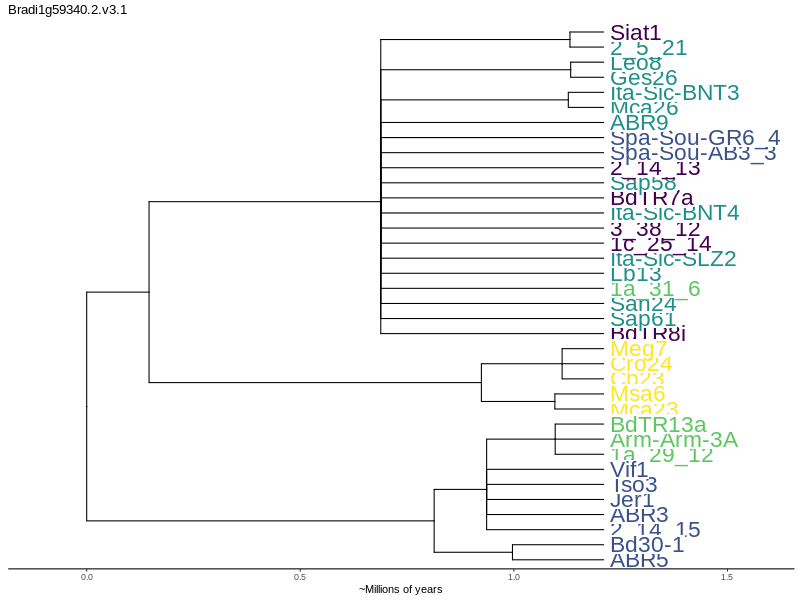 Bradi1g59340.2.v3.1
Siat1
2_5_21
Leo8
Ges26
Ita-Sic-BNT3
Mca26
ABR9
Spa-Sou-GR6_4
Spa-Sou-AB3_3
2_14_13
Sap58
BdTR7a
Ita-Sic-BNT4
3_38_12
1c_25_14
Ita-Sic-SLZ2
Lb13
1a_31_6
San24
Sap61
BdTR8i
Meg7
Cro24
Cb23
Msa6
Mca23
BdTR13a
Arm-Arm-3A
1a_29_12
Vif1
Tso3
Jer1
ABR3
2_14_15
Bd30-1
ABR5
0.0 0.5 1.0 1.5
~Millions of years